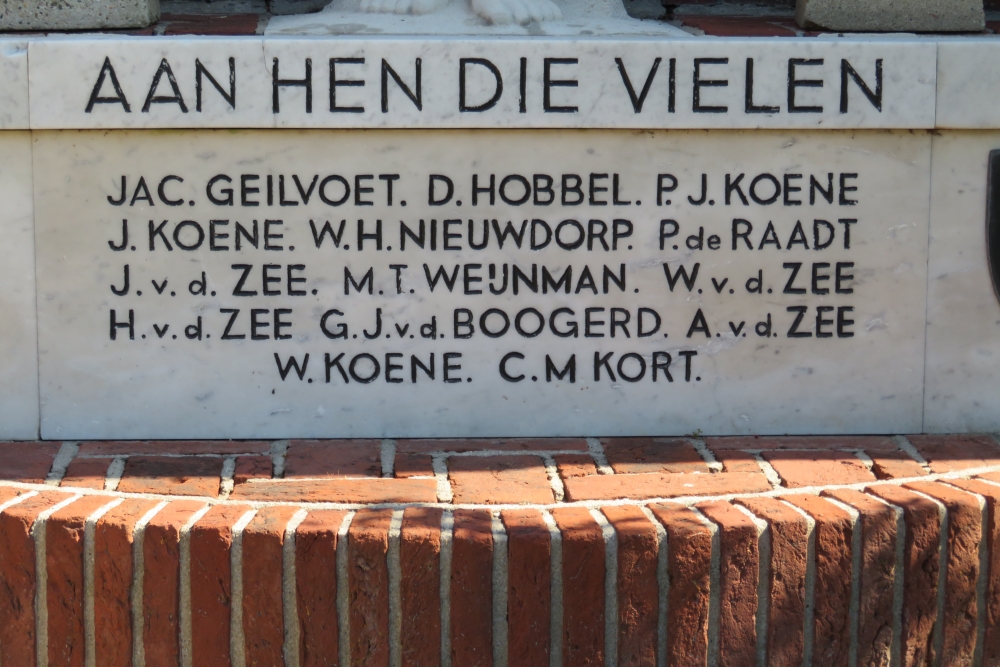 AAN HEN DIE VIELEN
JAC. GEILVOET. D. HOBBEL. P. J. KOENE
J. KOENE. W. H. NIEUWDORP. P. de RAADT
J. v. d. ZEE. M. T. WEIJNMAN. W. v. d. ZEE
H. v. d. ZEE G. J. v. d. BOOGERD. A. v. d. ZEE
W. KOENE. C. M KORT.